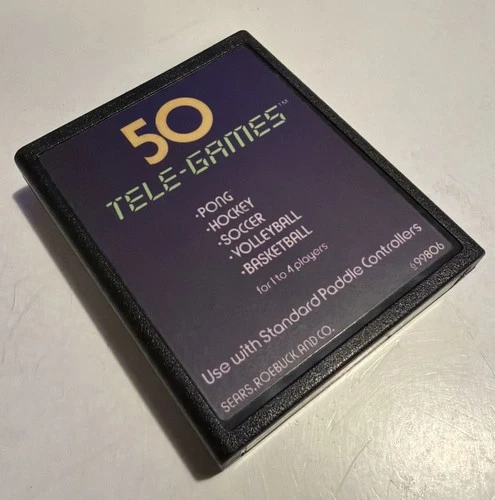 50
TELE-GAMES™
•PONG
•HOCKEY
•SOCCER
•VOLLEYBALL
•BASKETBALL
for 1 to 4 players
Use with Standard Paddle Controllers
SEARS, ROEBUCK AND CO.
699806